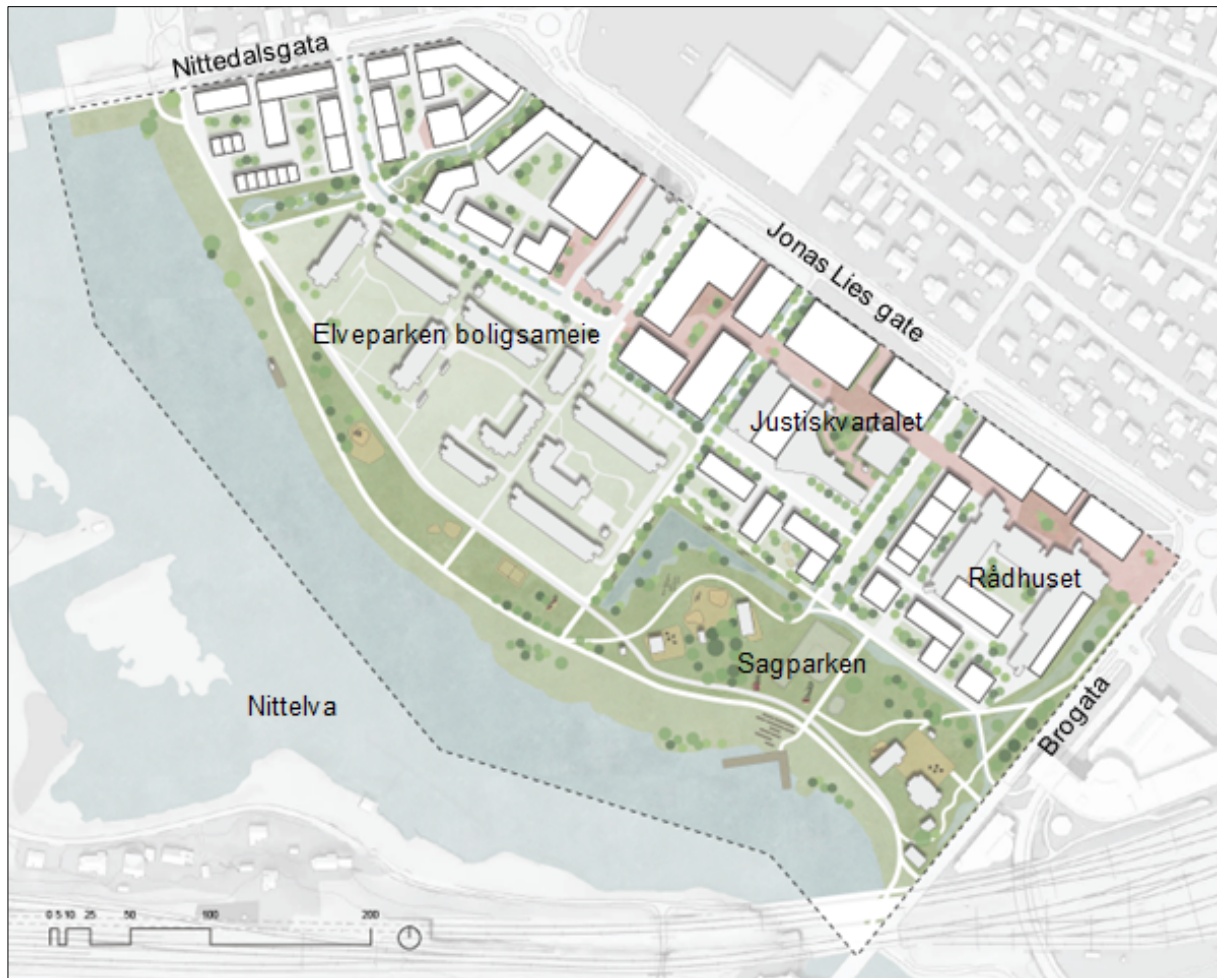 Nittedalsgata
Jonas Lies gate
Elveparken boligsameie
Justiskvartalet
Rådhuset
Sagparken
Nittelva
Brogata
0 5 10 25 50 100 200